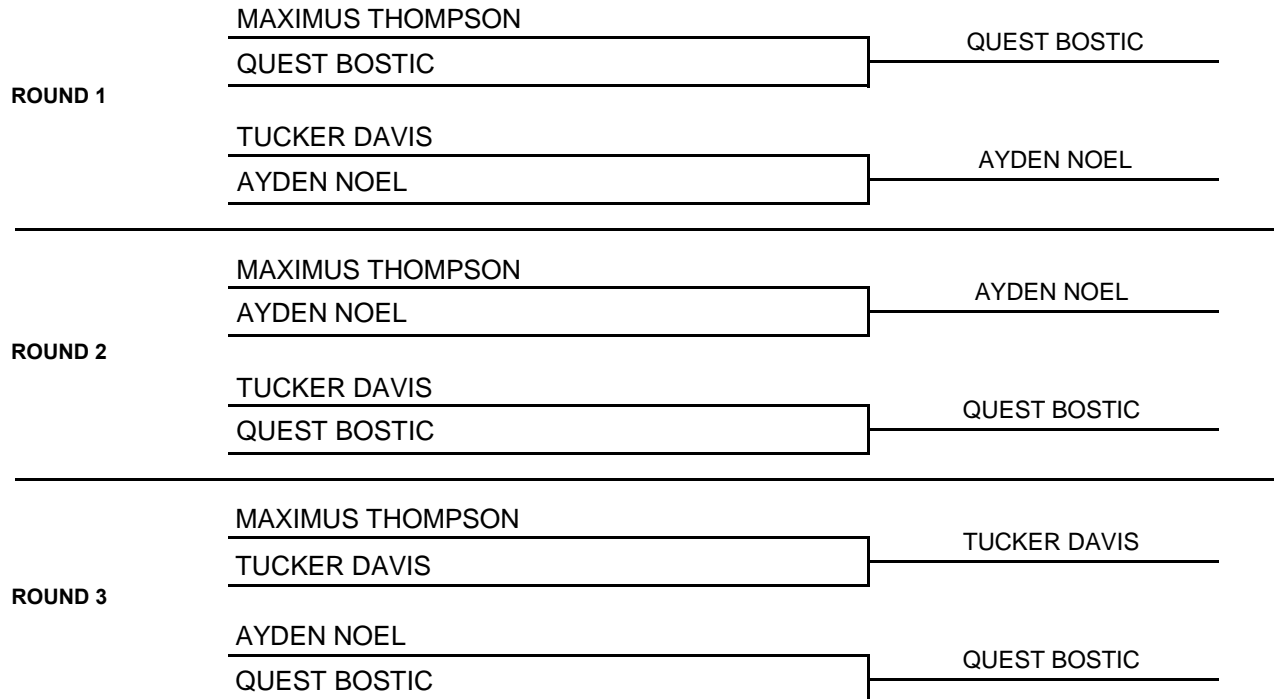 MAXIMUS THOMPSON
QUEST BOSTIC
QUEST BOSTIC
ROUND 1
TUCKER DAVIS
AYDEN NOEL
AYDEN NOEL
MAXIMUS THOMPSON
AYDEN NOEL
AYDEN NOEL
ROUND 2
TUCKER DAVIS
QUEST BOSTIC
QUEST BOSTIC
MAXIMUS THOMPSON
TUCKER DAVIS
TUCKER DAVIS
ROUND 3
AYDEN NOEL
QUEST BOSTIC
QUEST BOSTIC